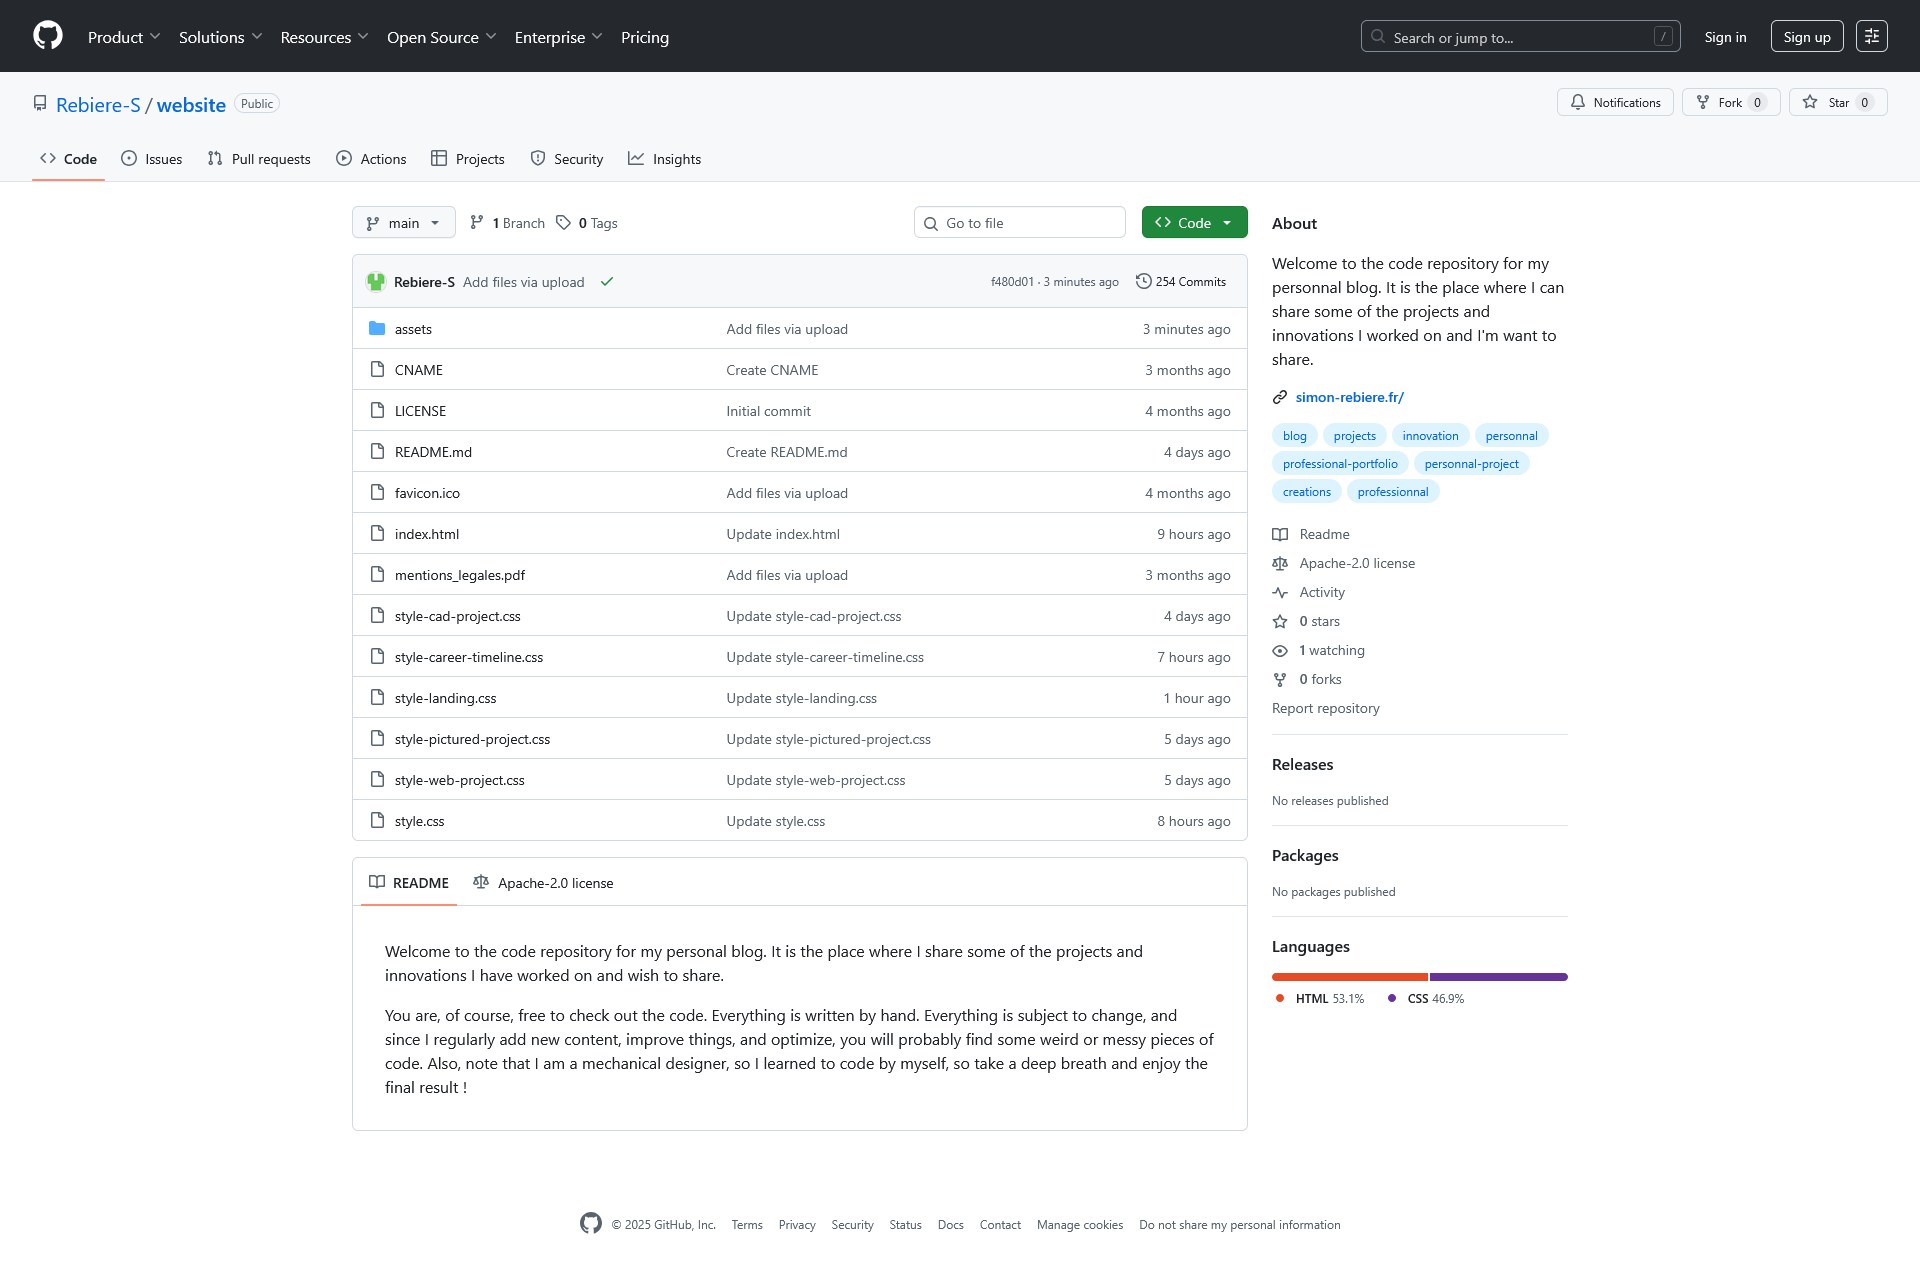 Product Solutions Resources Open Source Enterprise Pricing Search or jump to... / Sign in Sign up
Rebiere-S / website Public Notifications Fork 0 Star 0
Code Issues Pull requests Actions Projects Security Insights
main 1 Branch 0 Tags Go to file Code
Rebiere-S Add files via upload f480d01 · 3 minutes ago 254 Commits
assets Add files via upload 3 minutes ago
CNAME Create CNAME 3 months ago
LICENSE Initial commit 4 months ago
README.md Create README.md 4 days ago
favicon.ico Add files via upload 4 months ago
index.html Update index.html 9 hours ago
mentions_legales.pdf Add files via upload 3 months ago
style-cad-project.css Update style-cad-project.css 4 days ago
style-career-timeline.css Update style-career-timeline.css 7 hours ago
style-landing.css Update style-landing.css 1 hour ago
style-pictured-project.css Update style-pictured-project.css 5 days ago
style-web-project.css Update style-web-project.css 5 days ago
style.css Update style.css 8 hours ago
README Apache-2.0 license
Welcome to the code repository for my personal blog. It is the place where I share some of the projects and
innovations I have worked on and wish to share.
You are, of course, free to check out the code. Everything is written by hand. Everything is subject to change, and
since I regularly add new content, improve things, and optimize, you will probably find some weird or messy pieces of
code. Also, note that I am a mechanical designer, so I learned to code by myself, so take a deep breath and enjoy the
final result !
About
Welcome to the code repository for my
personnal blog. It is the place where I can
share some of the projects and
innovations I worked on and I'm want to
share.
simon-rebiere.fr/
blog projects innovation personnal
professional-portfolio personnal-project
creations professionnal
Readme
Apache-2.0 license
Activity
0 stars
1 watching
0 forks
Report repository
Releases
No releases published
Packages
No packages published
Languages
HTML 53.1% CSS 46.9%
© 2025 GitHub, Inc. Terms Privacy Security Status Docs Contact Manage cookies Do not share my personal information